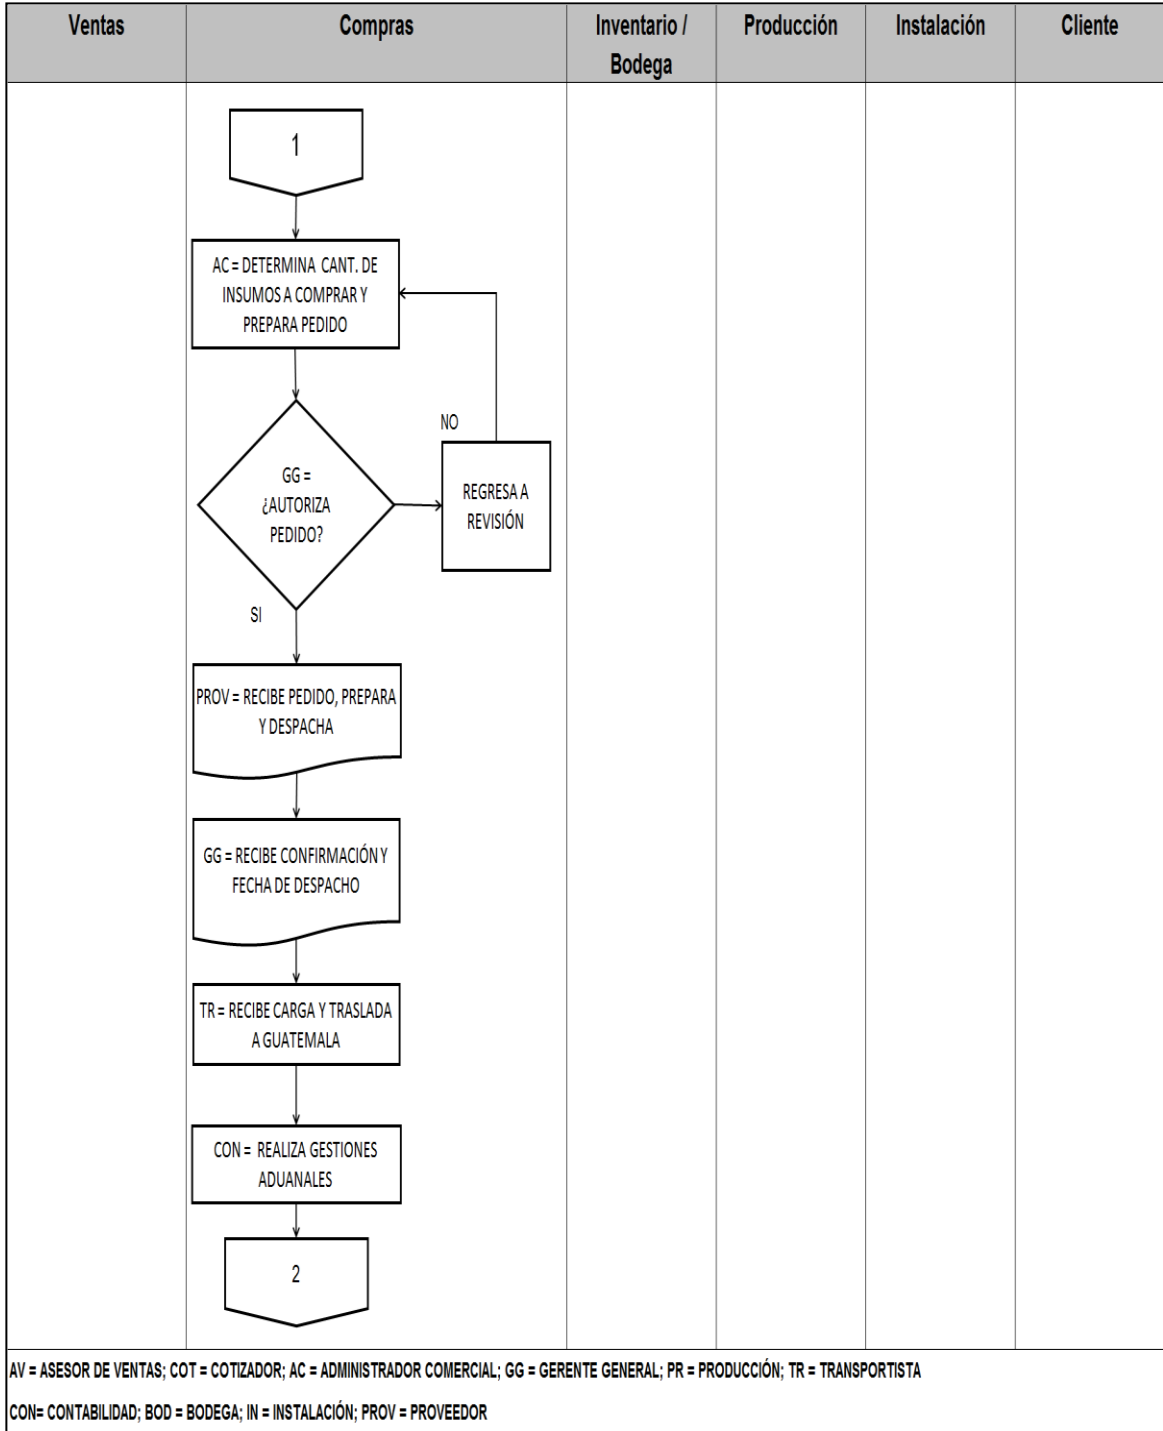 Ventas
Compras
Inventario /
Bodega
Producción
Instalación
Cliente
1
AC = DETERMINA CANT. DE
INSUMOS A COMPRAR Y
PREPARA PEDIDO
GG =
¿AUTORIZA
PEDIDO?
NO
REGRESA A
REVISIÓN
SI
PROV = RECIBE PEDIDO, PREPARA
Y DESPACHA
GG = RECIBE CONFIRMACIÓN Y
FECHA DE DESPACHO
TR = RECIBE CARGA Y TRASLADA
A GUATEMALA
CON = REALIZA GESTIONES
ADUANALES
2
AV = ASESOR DE VENTAS; COT = COTIZADOR; AC = ADMINISTRADOR COMERCIAL; GG = GERENTE GENERAL; PR = PRODUCCIÓN; TR = TRANSPORTISTA
CON= CONTABILIDAD; BOD = BODEGA; IN = INSTALACIÓN; PROV = PROVEEDOR